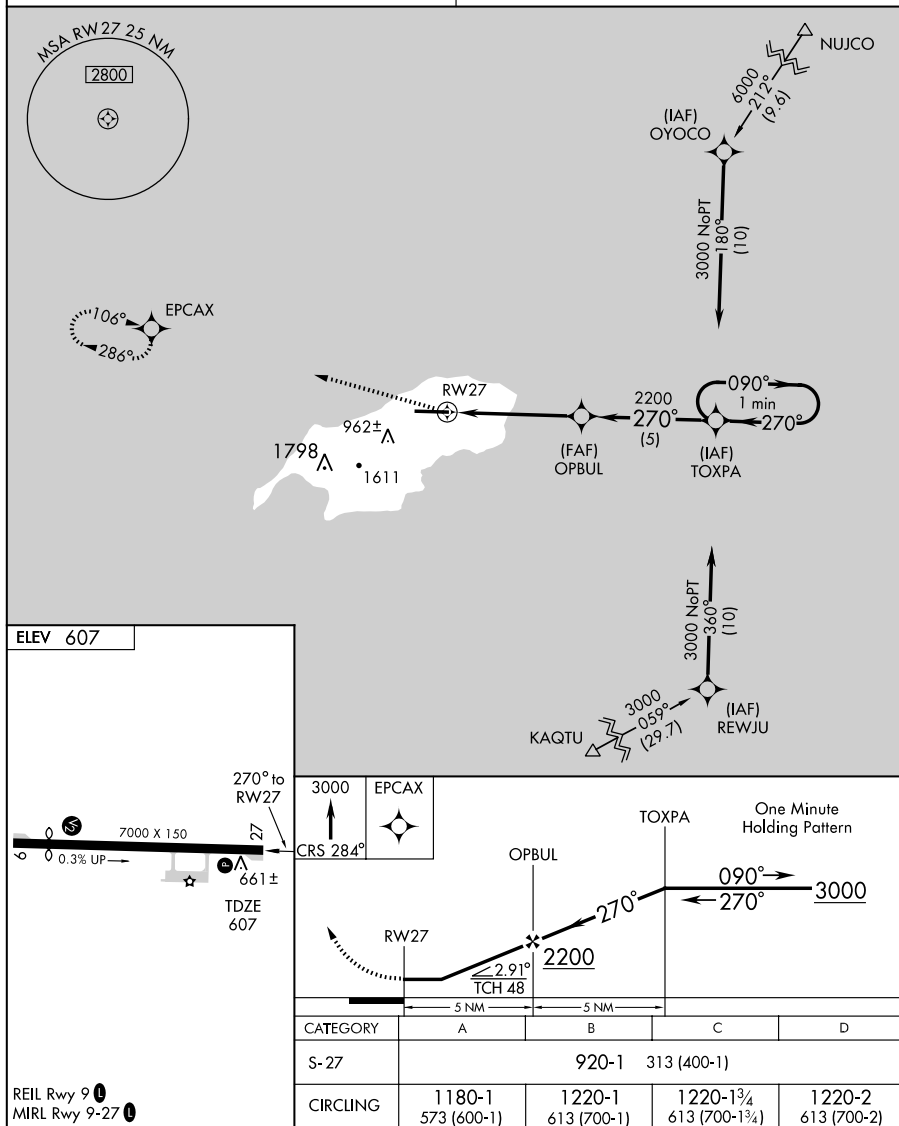 MSA RW27 25 NM
2800
NUJCO
6000
212°
(9.6)
(IAF)
OYOCO
3000 NoPT
180°
(10)
EPCAX
106°
286°
RW27
2200
270°
(5)
090°
1 min
270°
(FAF)
OPBUL
(IAF)
TOXPA
962±
1798
1611
3000 NoPT
360°
(10)
(IAF)
REWJU
3000
059°
(29.7)
KAQTU
ELEV 607
270° to
RW27
V2
7000 X 150
27
9
0.3% UP
P
661±
TDZE
607
REIL Rwy 9 L
MIRL Rwy 9-27 L
3000
CRS 284°
EPCAX
TOXPA
One Minute
Holding Pattern
OPBUL
090°
270°
3000
270°
RW27
2200
2.91°
TCH 48
5 NM
5 NM
CATEGORY A B C D
S-27 920-1 313 (400-1)
CIRCLING 1180-1 1220-1 1220-1¾ 1220-2
573 (600-1) 613 (700-1) 613 (700-1¾) 613 (700-2)